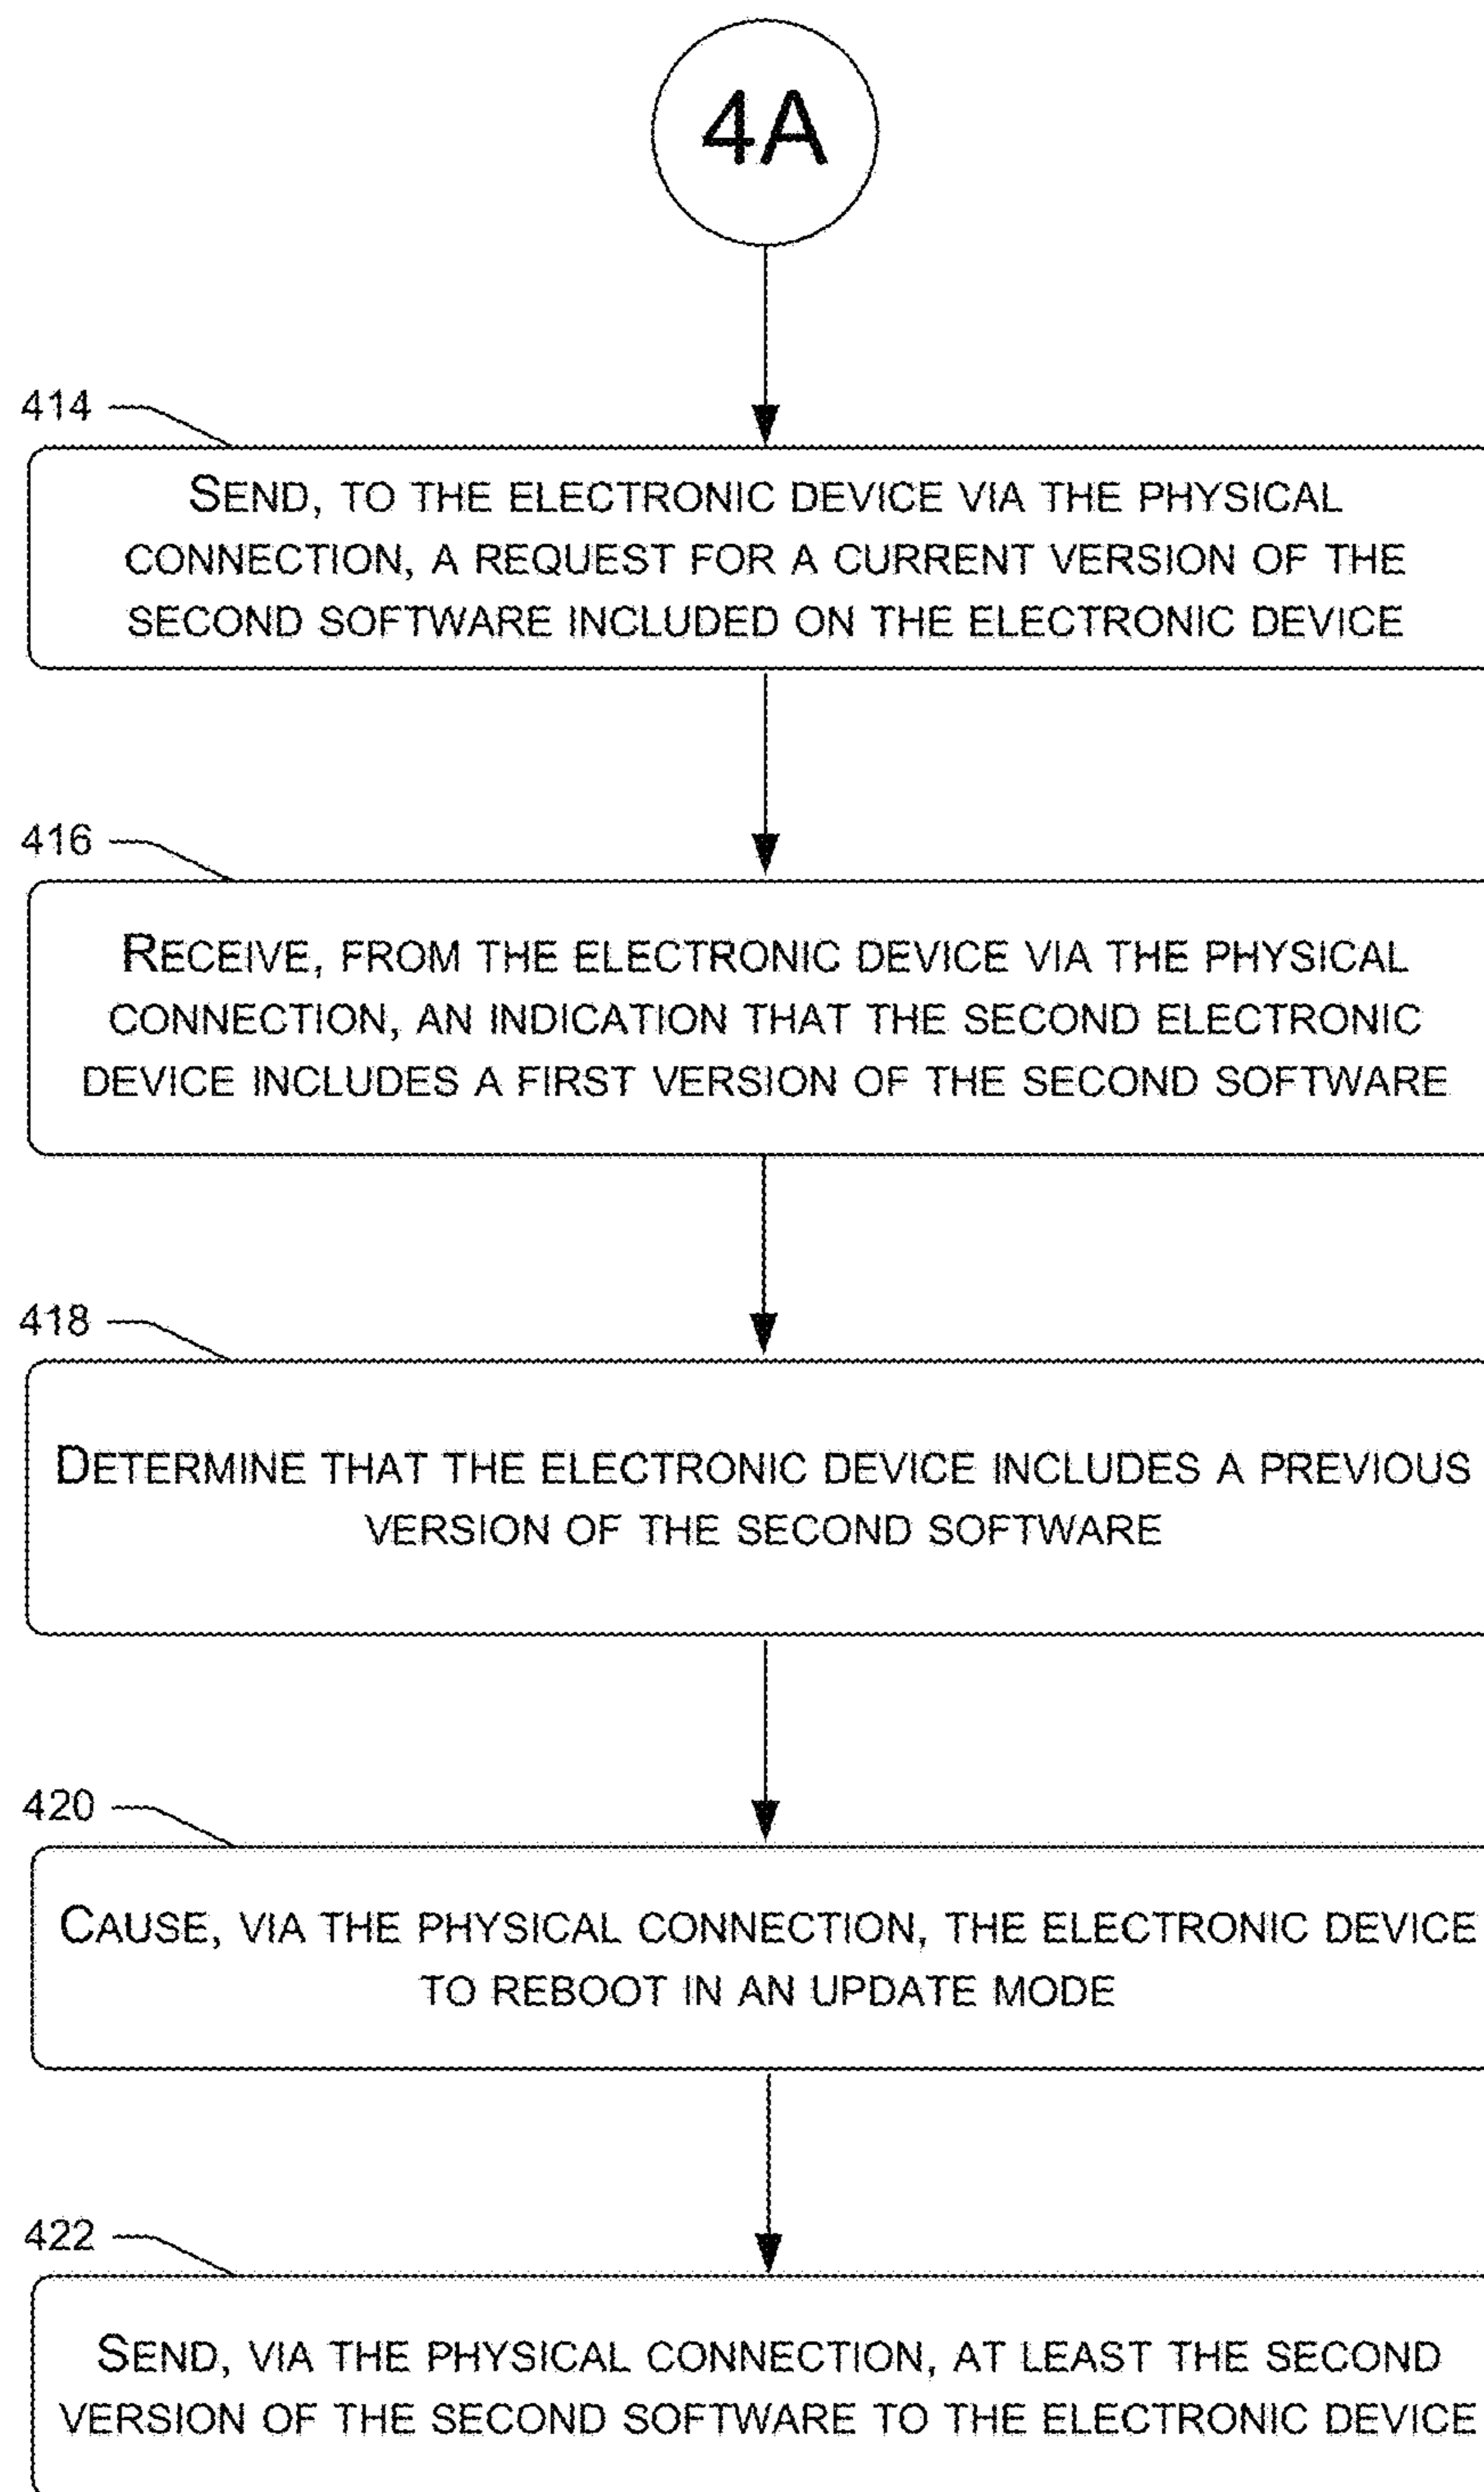 4A
414
SEND, TO THE ELECTRONIC DEVICE VIA THE PHYSICAL
CONNECTION, A REQUEST FOR A CURRENT VERSION OF THE
SECOND SOFTWARE INCLUDED ON THE ELECTRONIC DEVICE
416
RECEIVE, FROM THE ELECTRONIC DEVICE VIA THE PHYSICAL
CONNECTION, AN INDICATION THAT THE SECOND ELECTRONIC
DEVICE INCLUDES A FIRST VERSION OF THE SECOND SOFTWARE
418
DETERMINE THAT THE ELECTRONIC DEVICE INCLUDES A PREVIOUS
VERSION OF THE SECOND SOFTWARE
420
CAUSE, VIA THE PHYSICAL CONNECTION, THE ELECTRONIC DEVICE
TO REBOOT IN AN UPDATE MODE
422
SEND, VIA THE PHYSICAL CONNECTION, AT LEAST THE SECOND
VERSION OF THE SECOND SOFTWARE TO THE ELECTRONIC DEVICE